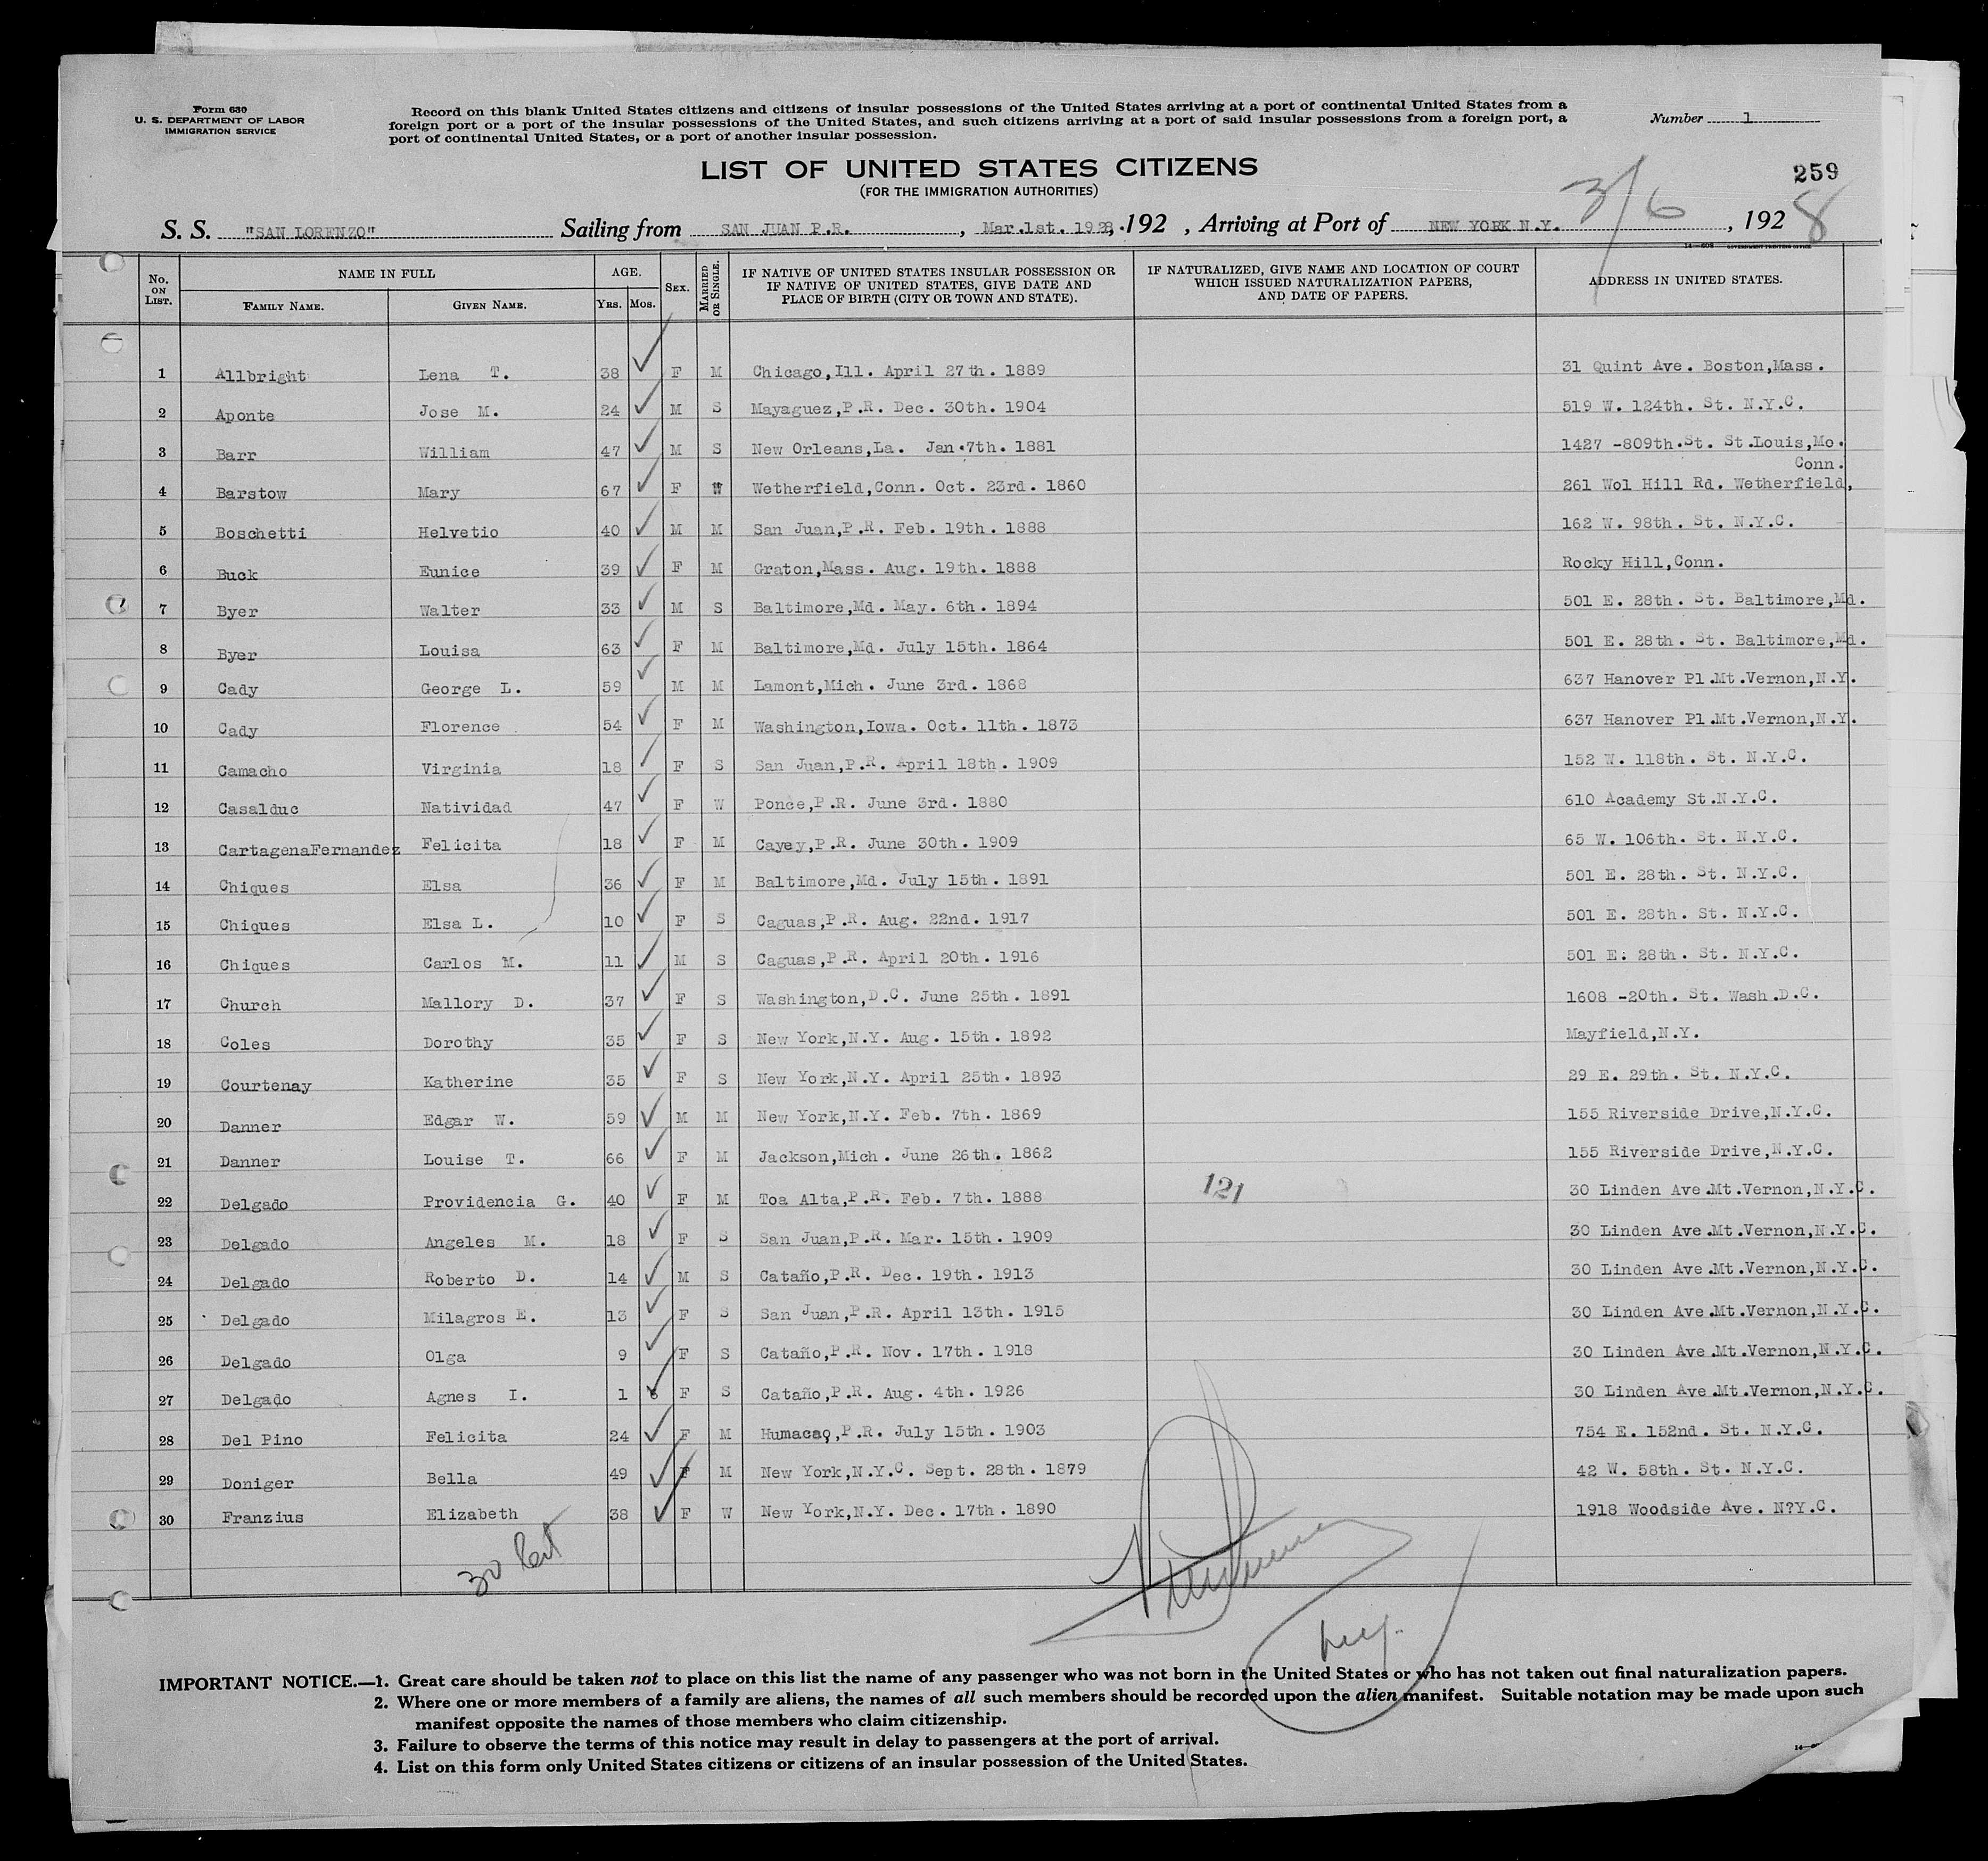 Form 630
U. S. DEPARTMENT OF LABOR
IMMIGRATION SERVICE
Record on this blank United States citizens and citizens of insular possessions of the United States arriving at a port of continental United States from a
foreign port or a port of the insular possessions of the United States, and such citizens arriving at a port of said insular possessions from a foreign port, a
port of continental United States, or a port of another insular possession.
Number 1
LIST OF UNITED STATES CITIZENS
(FOR THE IMMIGRATION AUTHORITIES)
259
S. S. "SAN LORENZO" Sailing from SAN JUAN P.R. , Mar.1st. 1928, 192 , Arriving at Port of NEW YORK N.Y. 3/6 , 1928
No. ON LIST. NAME IN FULL AGE. SEX. MARRIED OR SINGLE. IF NATIVE OF UNITED STATES INSULAR POSSESSION OR IF NATIVE OF UNITED STATES, GIVE DATE AND PLACE OF BIRTH (CITY OR TOWN AND STATE). IF NATURALIZED, GIVE NAME AND LOCATION OF COURT WHICH ISSUED NATURALIZATION PAPERS, AND DATE OF PAPERS. ADDRESS IN UNITED STATES.
FAMILY NAME. GIVEN NAME. YRS. MOS.
1 Allbright Lena T. 38 F M Chicago,Ill. April 27th. 1889 31 Quint Ave. Boston,Mass.
2 Aponte Jose M. 24 M S Mayaguez,P.R. Dec. 30th. 1904 519 W. 124th. St. N.Y.C.
3 Barr William 47 M S New Orleans,La. Jan.7th. 1881 1427 -809th.St. St.Louis,Mo.
Conn.
4 Barstow Mary 67 F W Wetherfield,Conn. Oct. 23rd. 1860 261 Wol Hill Rd. Wetherfield,
5 Boschetti Helvetio 40 M M San Juan,P.R. Feb. 19th. 1888 162 W. 98th. St. N.Y.C.
6 Buck Eunice 39 F M Graton,Mass. Aug. 19th. 1888 Rocky Hill,Conn.
7 Byer Walter 33 M S Baltimore,Md. May. 6th. 1894 501 E. 28th. St. Baltimore,Md.
8 Byer Louisa 63 F M Baltimore,Md. July 15th. 1864 501 E. 28th. St. Baltimore,Md.
9 Cady George L. 59 M M Lamont,Mich. June 3rd. 1868 637 Hanover Pl.Mt.Vernon,N.Y.
10 Cady Florence 54 F M Washington,Iowa. Oct. 11th. 1873 637 Hanover Pl.Mt.Vernon,N.Y.
11 Camacho Virginia 18 F S San Juan,P.R. April 18th. 1909 152 W. 118th. St. N.Y.C.
12 Casalduc Natividad 47 F W Ponce,P.R. June 3rd. 1880 610 Academy St.N.Y.C.
13 CartagenaFernandez Felicita 18 F M Cayey,P.R. June 30th. 1909 65 W. 106th. St. N.Y.C.
14 Chiques Elsa 36 F M Baltimore,Md. July 15th. 1891 501 E. 28th. St. N.Y.C.
15 Chiques Elsa L. 10 F S Caguas,P.R. Aug. 22nd. 1917 501 E. 28th. St. N.Y.C.
16 Chiques Carlos M. 11 M S Caguas,P.R. April 20th. 1916 501 E. 28th. St. N.Y.C.
17 Church Mallory D. 37 F S Washington,D.C. June 25th. 1891 1608 -20th. St. Wash.D.C.
18 Coles Dorothy 35 F S New York,N.Y. Aug. 15th. 1892 Mayfield,N.Y.
19 Courtenay Katherine 35 F S New York,N.Y. April 25th. 1893 29 E. 29th. St. N.Y.C.
20 Danner Edgar W. 59 M M New York,N.Y. Feb. 7th. 1869 155 Riverside Drive,N.Y.C.
21 Danner Louise T. 66 F M Jackson,Mich. June 26th. 1862 155 Riverside Drive,N.Y.C.
22 Delgado Providencia G. 40 F M Toa Alta,P.R. Feb. 7th. 1888 121 30 Linden Ave.Mt.Vernon,N.Y.C.
23 Delgado Angeles M. 18 F S San Juan,P.R. Mar. 15th. 1909 30 Linden Ave.Mt.Vernon,N.Y.C.
24 Delgado Roberto D. 14 M S Cataño,P.R. Dec. 19th. 1913 30 Linden Ave.Mt.Vernon,N.Y.C.
25 Delgado Milagros E. 13 F S San Juan,P.R. April 13th. 1915 30 Linden Ave.Mt.Vernon,N.Y.C.
26 Delgado Olga 9 F S Cataño,P.R. Nov. 17th. 1918 30 Linden Ave.Mt.Vernon,N.Y.C.
27 Delgado Agnes I. 1 F S Cataño,P.R. Aug. 4th. 1926 30 Linden Ave.Mt.Vernon,N.Y.C.
28 Del Pino Felicita 24 F M Humacao,P.R. July 15th. 1903 754 E. 152nd. St. N.Y.C.
29 Doniger Bella 49 F M New York,N.Y.C. Sept. 28th. 1879 42 W. 58th. St. N.Y.C.
30 Franzius Elizabeth 38 F W New York,N.Y. Dec. 17th. 1890 1918 Woodside Ave. N?Y.C.
30
IMPORTANT NOTICE.—1. Great care should be taken not to place on this list the name of any passenger who was not born in the United States or who has not taken out final naturalization papers.
2. Where one or more members of a family are aliens, the names of all such members should be recorded upon the alien manifest. Suitable notation may be made upon such
manifest opposite the names of those members who claim citizenship.
3. Failure to observe the terms of this notice may result in delay to passengers at the port of arrival.
4. List on this form only United States citizens or citizens of an insular possession of the United States.